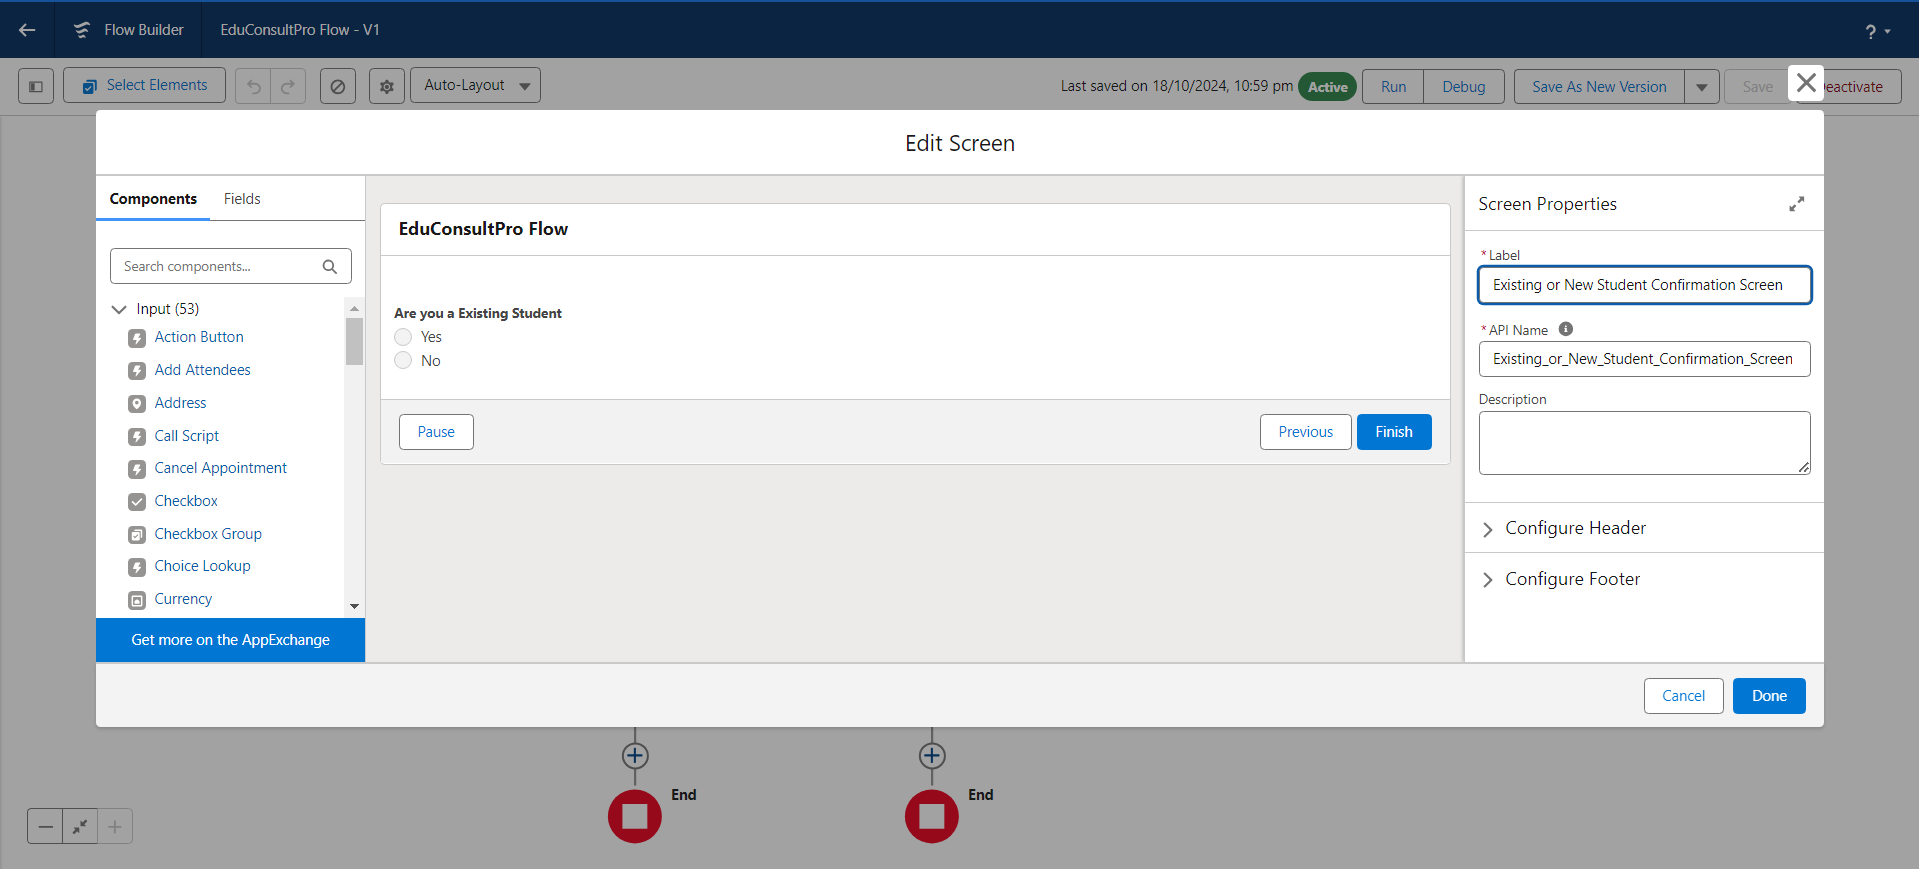 Flow Builder
EduConsultPro Flow - V1
?
Select Elements
Auto-Layout
Last saved on 18/10/2024, 10:59 pm
Active
Run
Debug
Save As New Version
Save
eactivate
Edit Screen
Components
Fields
Search components...
Input (53)
Action Button
Add Attendees
Address
Call Script
Cancel Appointment
Checkbox
Checkbox Group
Choice Lookup
Currency
Get more on the AppExchange
EduConsultPro Flow
Are you a Existing Student
Yes
No
Pause
Previous
Finish
Screen Properties
* Label
Existing or New Student Confirmation Screen
* API Name
Existing_or_New_Student_Confirmation_Screen
Description
Configure Header
Configure Footer
Cancel
Done
End
End